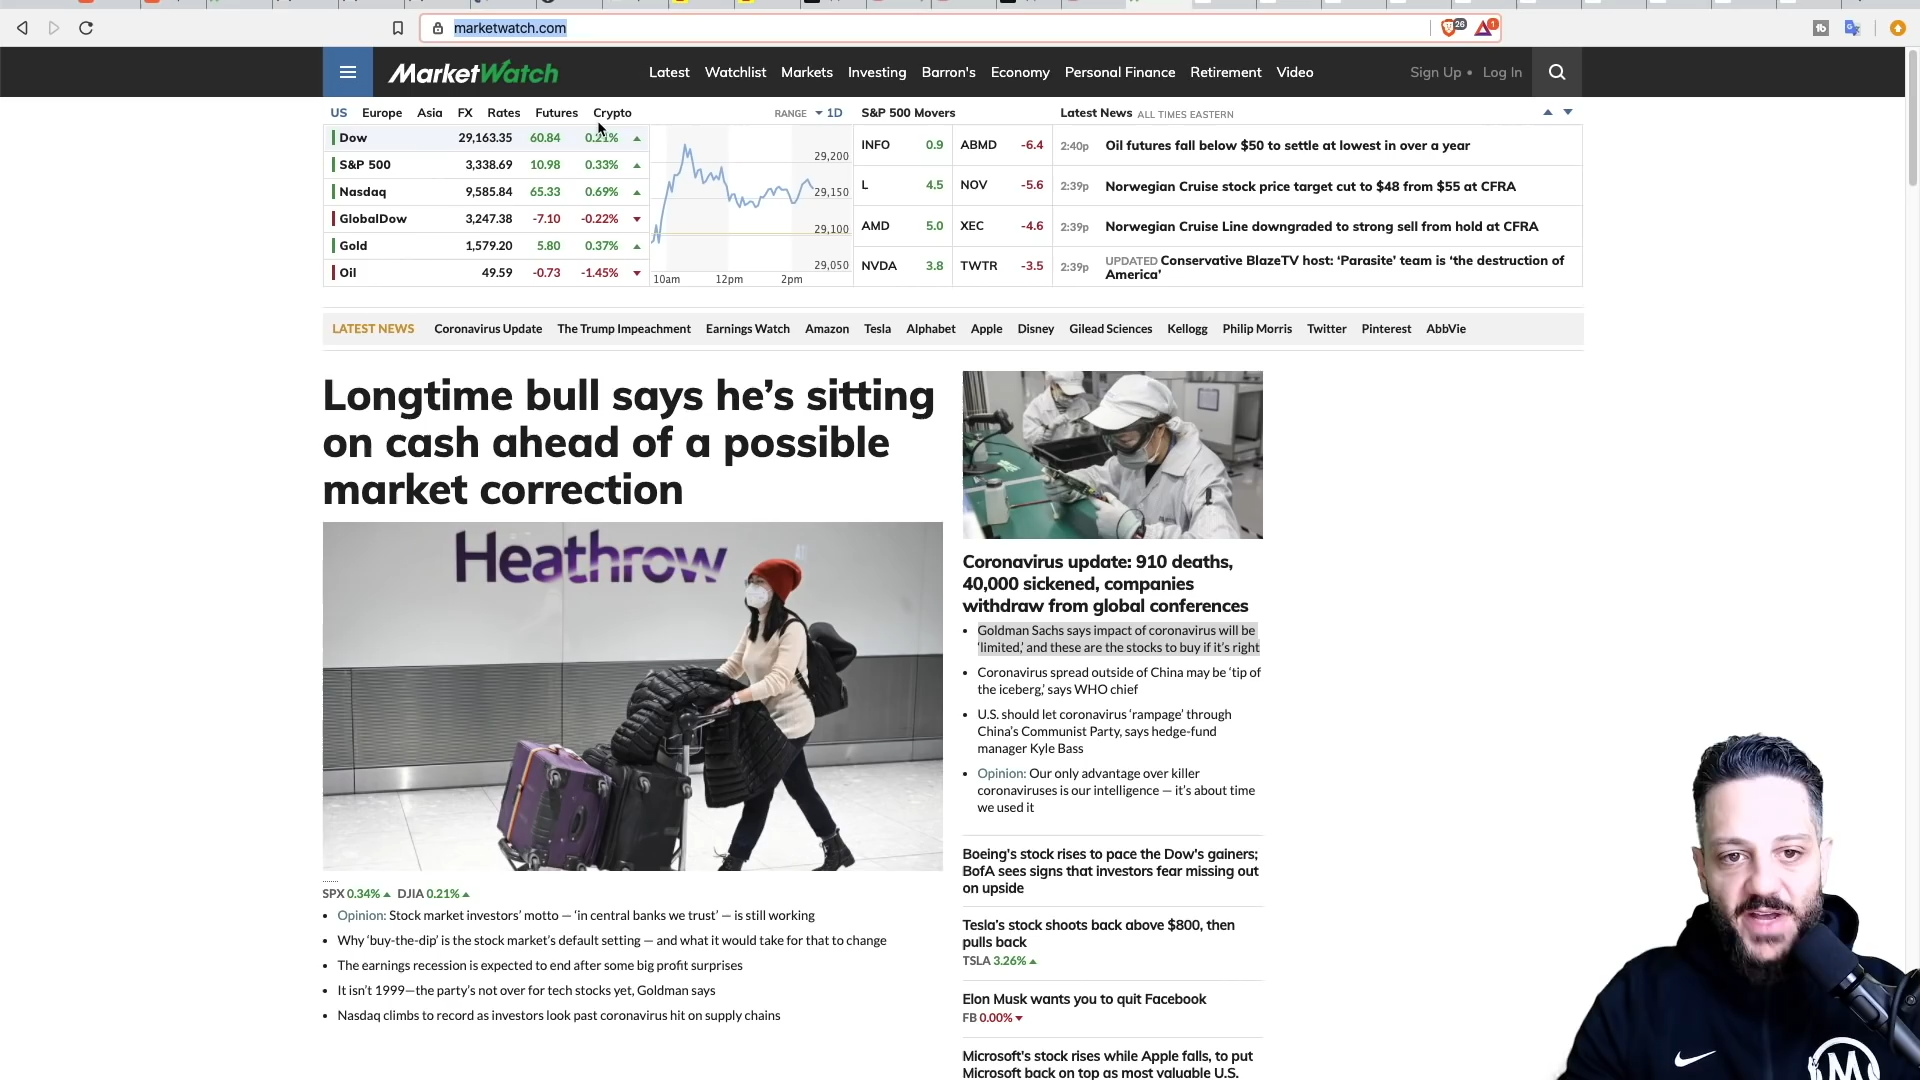 marketwatch.com
26
1
MarketWatch
Latest Watchlist Markets Investing Barron's Economy Personal Finance Retirement Video
Sign Up • Log In
US Europe Asia FX Rates Futures Crypto
RANGE 1D
Dow 29,163.35 60.84 0.21%
S&P 500 3,338.69 10.98 0.33%
Nasdaq 9,585.84 65.33 0.69%
GlobalDow 3,247.38 -7.10 -0.22%
Gold 1,579.20 5.80 0.37%
Oil 49.59 -0.73 -1.45%
29,200
29,150
29,100
29,050
10am 12pm 2pm
S&P 500 Movers
INFO 0.9 ABMD -6.4
L 4.5 NOV -5.6
AMD 5.0 XEC -4.6
NVDA 3.8 TWTR -3.5
Latest News ALL TIMES EASTERN
2:40p Oil futures fall below $50 to settle at lowest in over a year
2:39p Norwegian Cruise stock price target cut to $48 from $55 at CFRA
2:39p Norwegian Cruise Line downgraded to strong sell from hold at CFRA
2:39p UPDATED Conservative BlazeTV host: ‘Parasite’ team is ‘the destruction of
America’
LATEST NEWS Coronavirus Update The Trump Impeachment Earnings Watch Amazon Tesla Alphabet Apple Disney Gilead Sciences Kellogg Philip Morris Twitter Pinterest AbbVie
Longtime bull says he’s sitting
on cash ahead of a possible
market correction
Heathrow
SPX 0.34% DJIA 0.21%
• Opinion: Stock market investors’ motto — ‘in central banks we trust’ — is still working
• Why ‘buy-the-dip’ is the stock market’s default setting — and what it would take for that to change
• The earnings recession is expected to end after some big profit surprises
• It isn’t 1999—the party’s not over for tech stocks yet, Goldman says
• Nasdaq climbs to record as investors look past coronavirus hit on supply chains
Coronavirus update: 910 deaths,
40,000 sickened, companies
withdraw from global conferences
• Goldman Sachs says impact of coronavirus will be
‘limited,’ and these are the stocks to buy if it’s right
• Coronavirus spread outside of China may be ‘tip of
the iceberg,’ says WHO chief
• U.S. should let coronavirus ‘rampage’ through
China’s Communist Party, says hedge-fund
manager Kyle Bass
• Opinion: Our only advantage over killer
coronaviruses is our intelligence — it’s about time
we used it
Boeing’s stock rises to pace the Dow’s gainers;
BofA sees signs that investors fear missing out
on upside
Tesla’s stock shoots back above $800, then
pulls back
TSLA 3.26%
Elon Musk wants you to quit Facebook
FB 0.00%
Microsoft’s stock rises while Apple falls, to put
Microsoft back on top as most valuable U.S.
M